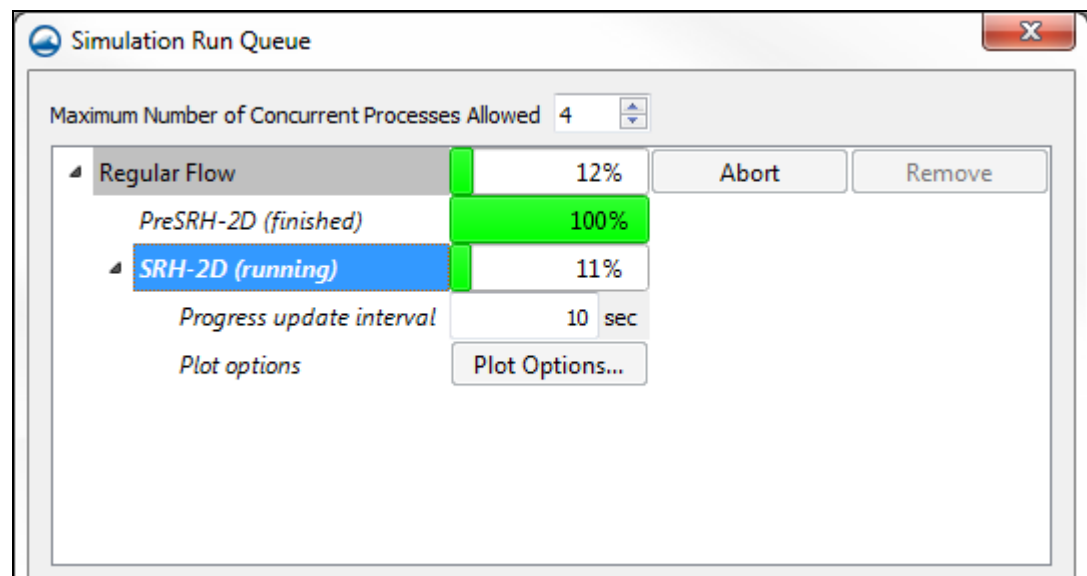 Simulation Run Queue
Maximum Number of Concurrent Processes Allowed 4
Regular Flow 12% Abort Remove
PreSRH-2D (finished) 100%
SRH-2D (running) 11%
Progress update interval 10 sec
Plot options Plot Options...